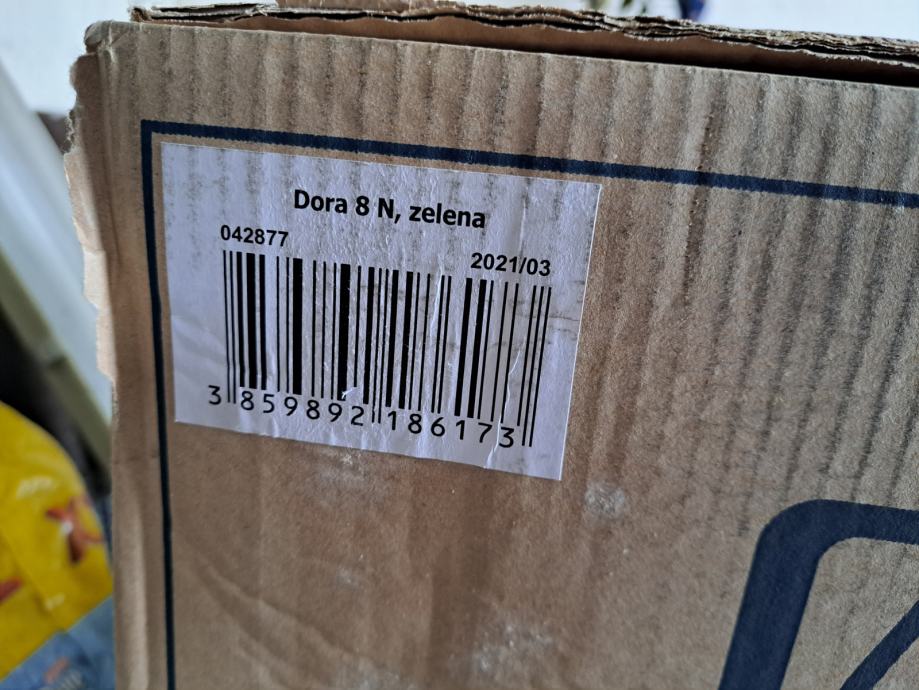 Dora 8 N, zelena
042877
2021/03
3 859892 186173